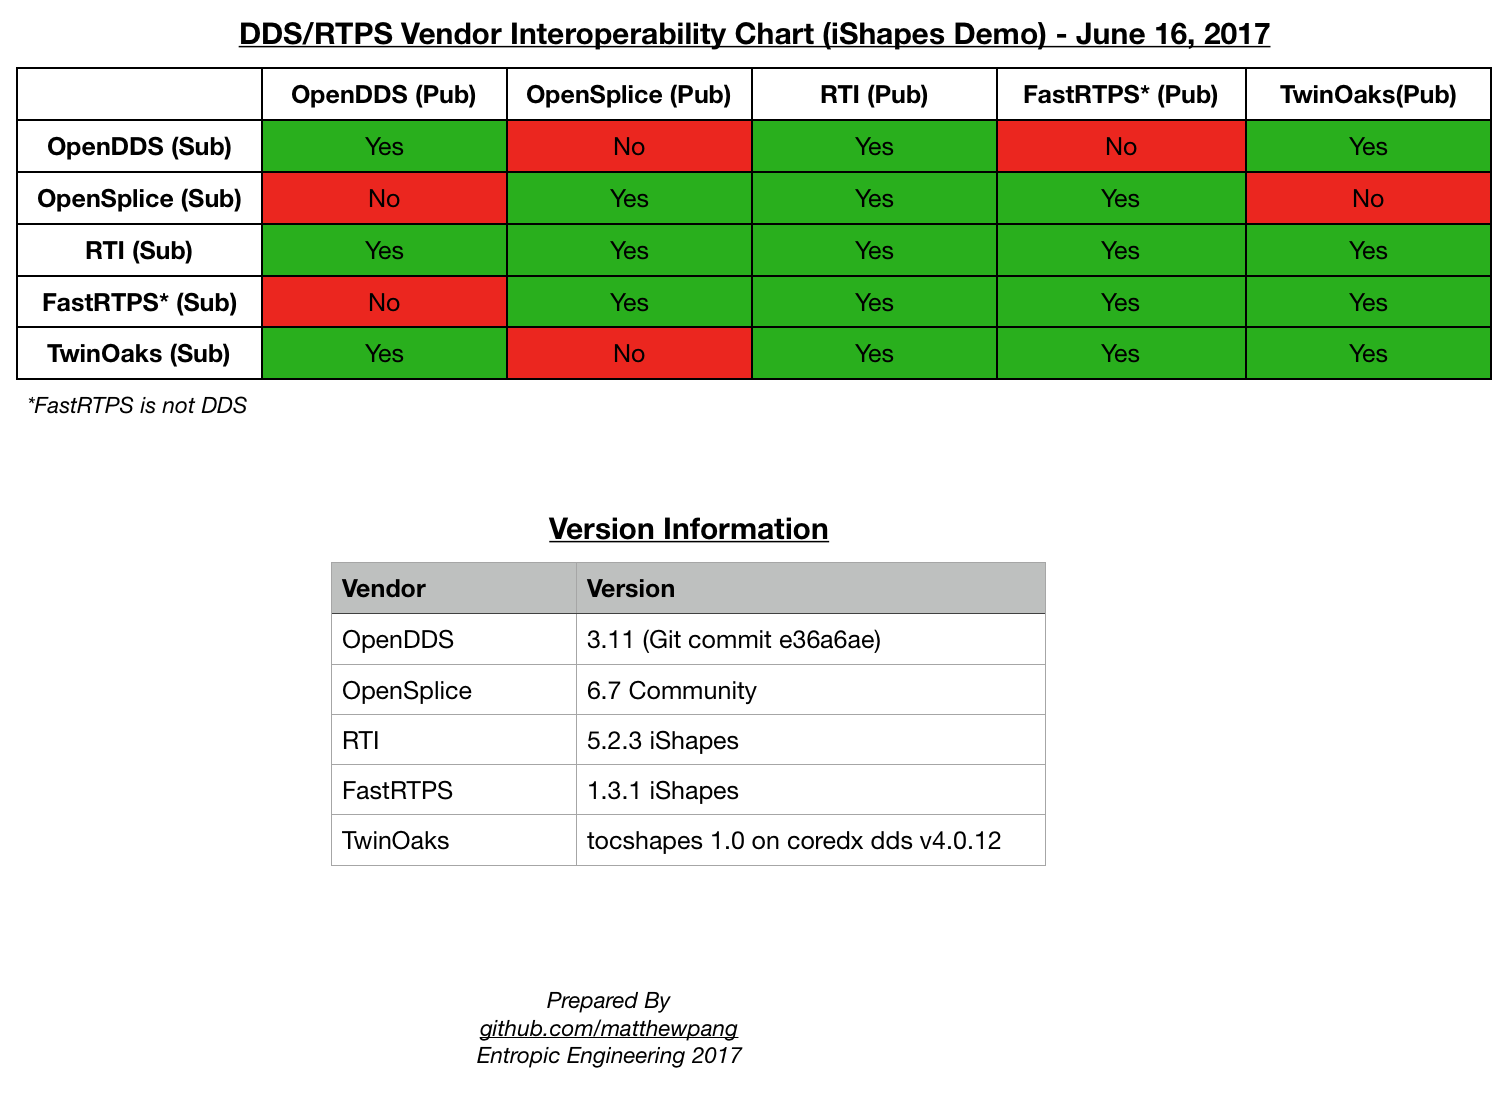 DDS/RTPS Vendor Interoperability Chart (iShapes Demo) - June 16, 2017
OpenDDS (Pub) OpenSplice (Pub) RTI (Pub) FastRTPS* (Pub) TwinOaks(Pub)
OpenDDS (Sub) Yes No Yes No Yes
OpenSplice (Sub) No Yes Yes Yes No
RTI (Sub) Yes Yes Yes Yes Yes
FastRTPS* (Sub) No Yes Yes Yes Yes
TwinOaks (Sub) Yes No Yes Yes Yes
*FastRTPS is not DDS
Version Information
Vendor Version
OpenDDS 3.11 (Git commit e36a6ae)
OpenSplice 6.7 Community
RTI 5.2.3 iShapes
FastRTPS 1.3.1 iShapes
TwinOaks tocshapes 1.0 on coredx dds v4.0.12
Prepared By
github.com/matthewpang
Entropic Engineering 2017